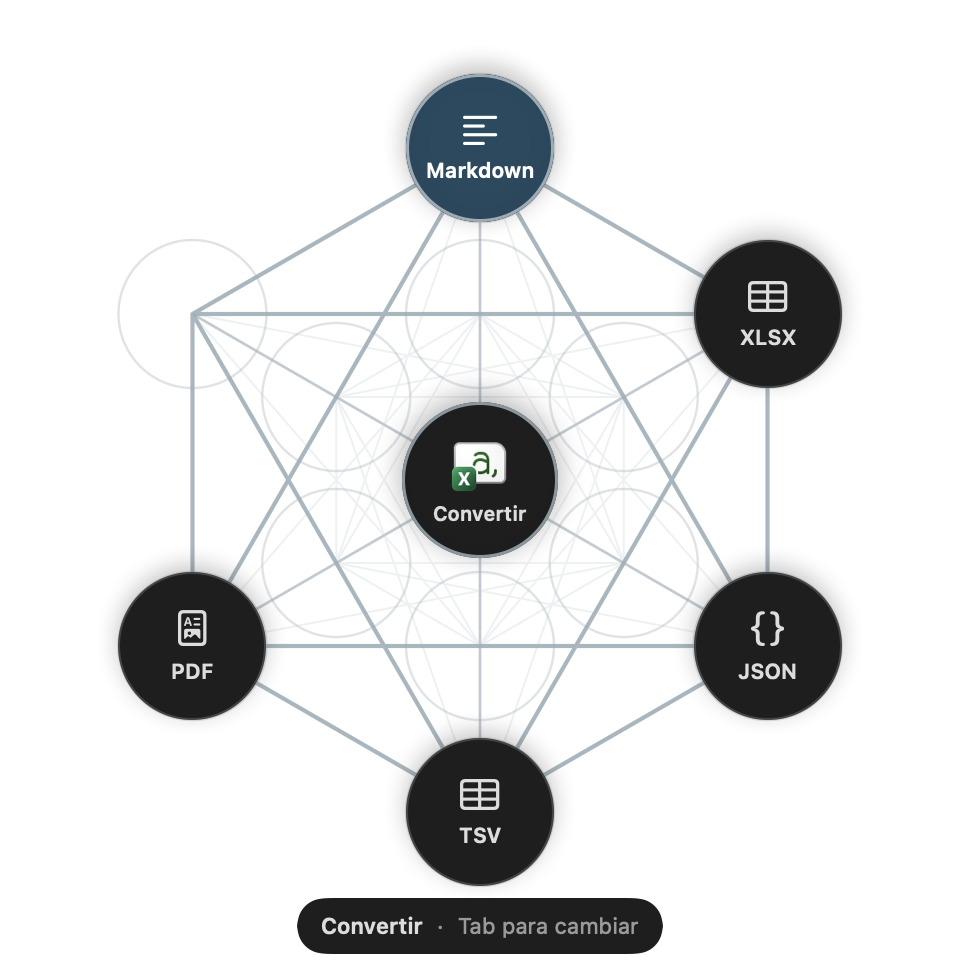 Markdown
XLSX
a,
X
Convertir
PDF
JSON
TSV
Convertir · Tab para cambiar